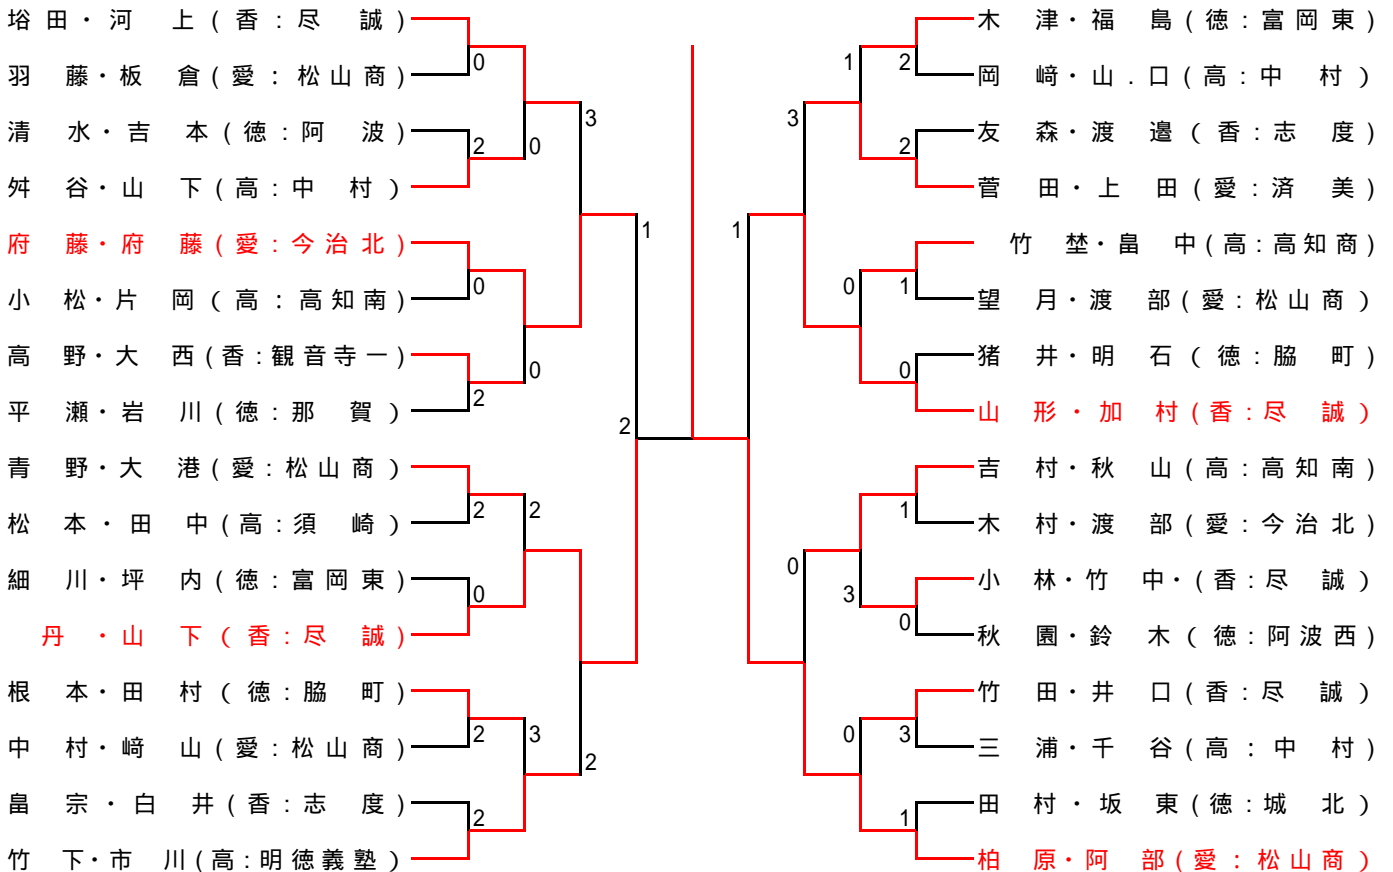 垥田・河 上(香:尽 誠)
羽 藤・板 倉(愛:松山商)
清 水・吉 本(徳:阿 波)
舛 谷・山 下(高:中 村)
府 藤・府 藤(愛:今治北)
小 松・片 岡(高:高知南)
高 野・大 西(香:観音寺一)
平 瀬・岩 川(徳:那 賀)
青 野・大 港(愛:松山商)
松 本・田 中(高:須 崎)
細 川・坪 内(徳:富岡東)
丹 ・山 下(香:尽 誠)
根 本・田 村(徳:脇 町)
中 村・﨑 山(愛:松山商)
畠 宗・白 井(香:志 度)
竹 下・市 川(高:明徳義塾)
0
2
0
2
2
0
2
2
0
0
2
3
3
2
1
2
1
3
0
1
3
0
1
3
0
0
2
2
1
0
1
0
3
1
木 津・福 島(徳:富岡東)
岡 﨑・山.口(高:中 村)
友 森・渡 邉(香:志 度)
菅 田・上 田(愛:済 美)
竹 埜・畠 中(高:高知商)
望 月・渡 部(愛:松山商)
猪 井・明 石(徳:脇 町)
山 形・加 村(香:尽 誠)
吉 村・秋 山(高:高知南)
木 村・渡 部(愛:今治北)
小 林・竹 中・(香:尽 誠)
秋 園・鈴 木(徳:阿波西)
竹 田・井 口(香:尽 誠)
三 浦・千 谷(高:中 村)
田 村・坂 東(徳:城 北)
柏 原・阿 部(愛:松山商)